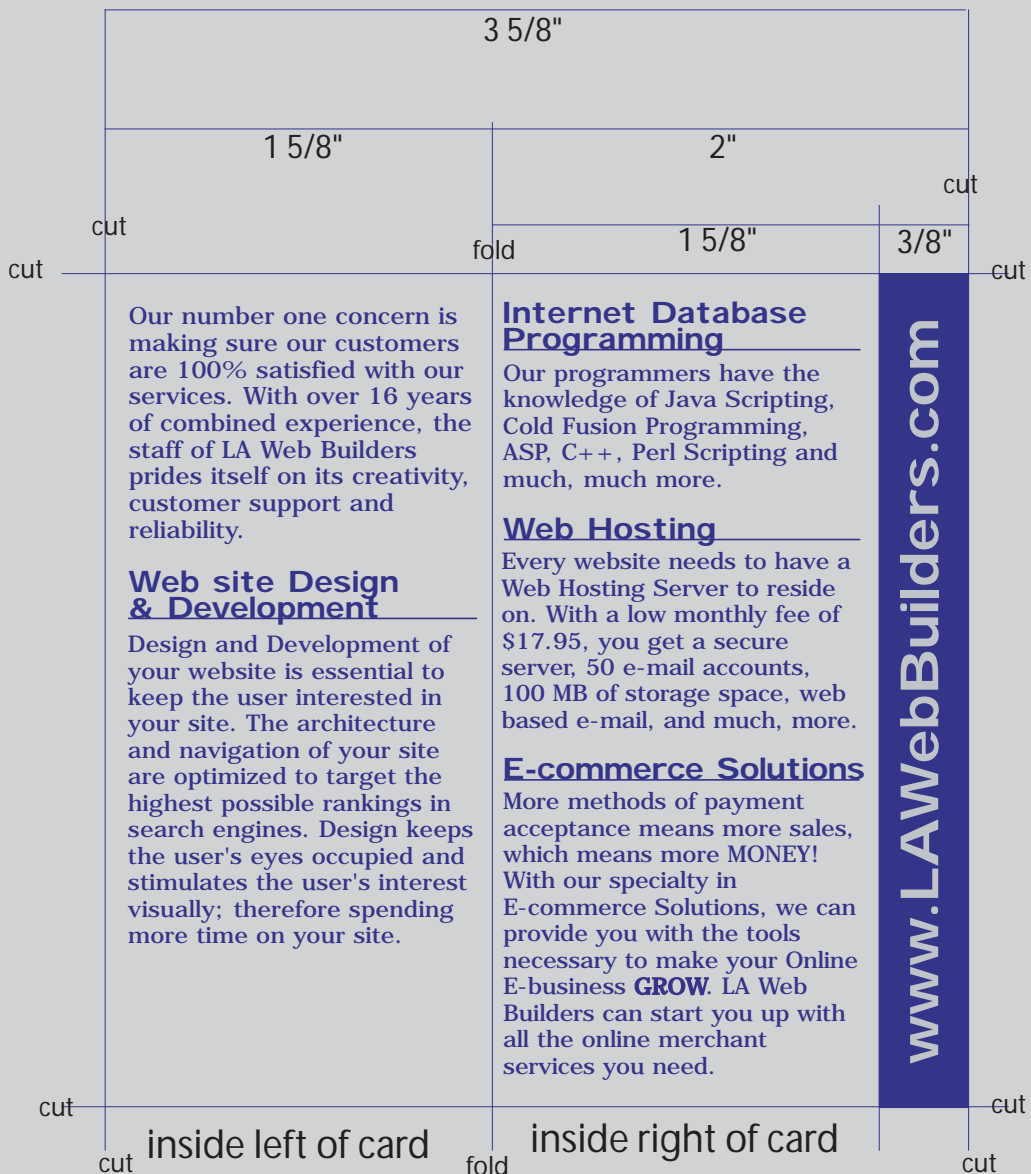 3 5/8"
1 5/8"
2"
cut
cut
fold
1 5/8"
3/8"
cut
cut
Our number one concern is
making sure our customers
are 100% satisfied with our
services. With over 16 years
of combined experience, the
staff of LA Web Builders
prides itself on its creativity,
customer support and
reliability.
Web site Design
& Development
Design and Development of
your website is essential to
keep the user interested in
your site. The architecture
and navigation of your site
are optimized to target the
highest possible rankings in
search engines. Design keeps
the user's eyes occupied and
stimulates the user's interest
visually; therefore spending
more time on your site.
Internet Database
Programming
Our programmers have the
knowledge of Java Scripting,
Cold Fusion Programming,
ASP, C++, Perl Scripting and
much, much more.
Web Hosting
Every website needs to have a
Web Hosting Server to reside
on. With a low monthly fee of
$17.95, you get a secure
server, 50 e-mail accounts,
100 MB of storage space, web
based e-mail, and much, more.
E-commerce Solutions
More methods of payment
acceptance means more sales,
which means more MONEY!
With our specialty in
E-commerce Solutions, we can
provide you with the tools
necessary to make your Online
E-business GROW. LA Web
Builders can start you up with
all the online merchant
services you need.
www.LAWebBuilders.com
cut
cut
inside left of card
inside right of card
cut
fold
cut